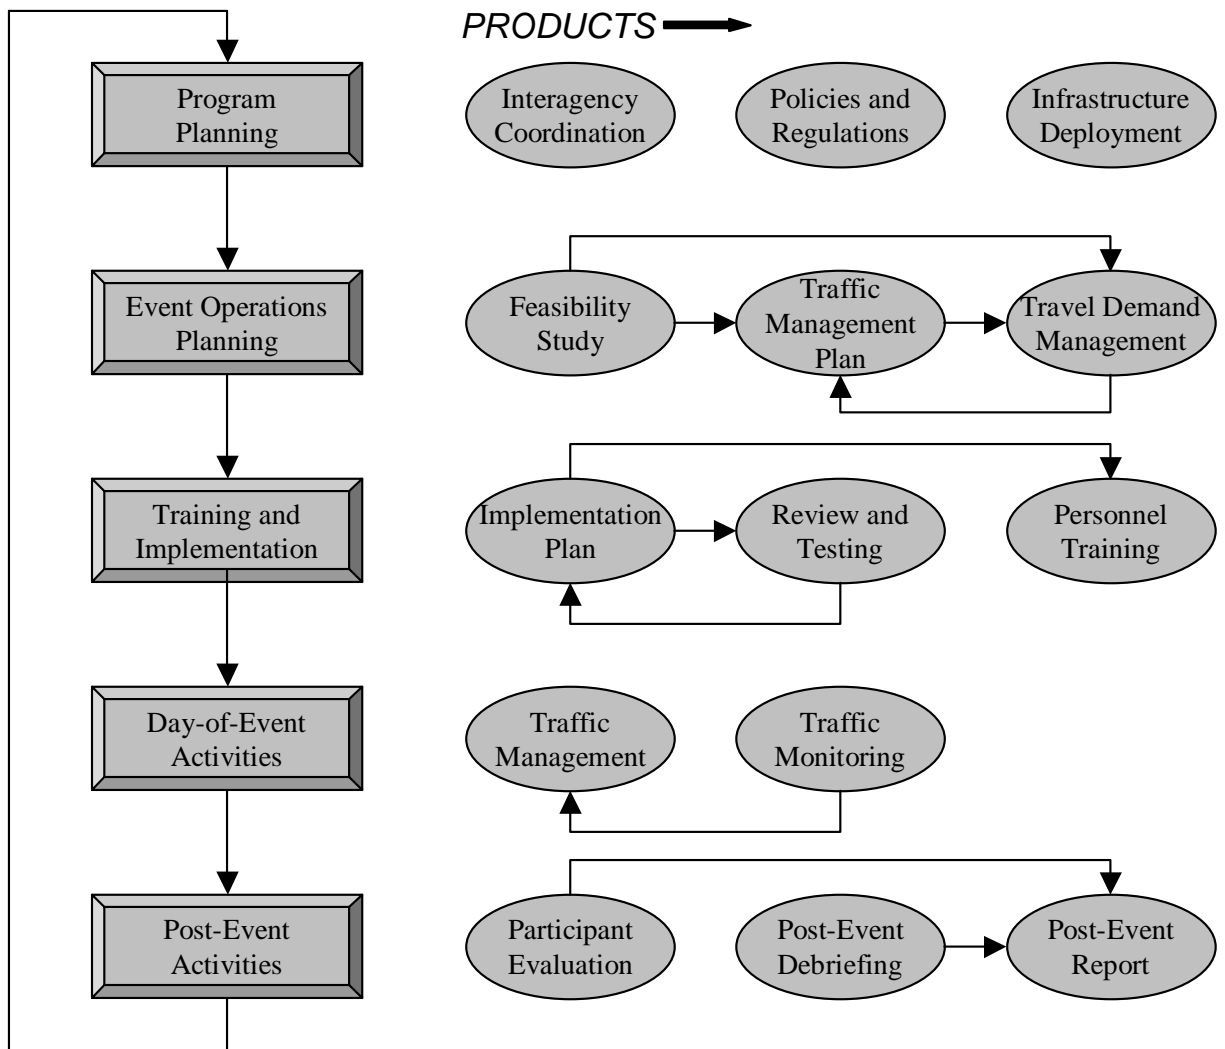 PRODUCTS
Program
Planning
Interagency
Coordination
Policies and
Regulations
Infrastructure
Deployment
Event Operations
Planning
Feasibility
Study
Traffic
Management
Plan
Travel Demand
Management
Training and
Implementation
Implementation
Plan
Review and
Testing
Personnel
Training
Day-of-Event
Activities
Traffic
Management
Traffic
Monitoring
Post-Event
Activities
Participant
Evaluation
Post-Event
Debriefing
Post-Event
Report